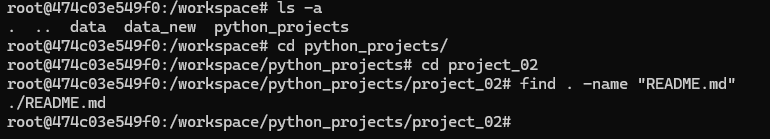 root@474c03e549f0:/workspace# ls -a
.  ..  data  data_new  python_projects
root@474c03e549f0:/workspace# cd python_projects/
root@474c03e549f0:/workspace/python_projects# cd project_02
root@474c03e549f0:/workspace/python_projects/project_02# find . -name "README.md"
./README.md
root@474c03e549f0:/workspace/python_projects/project_02#